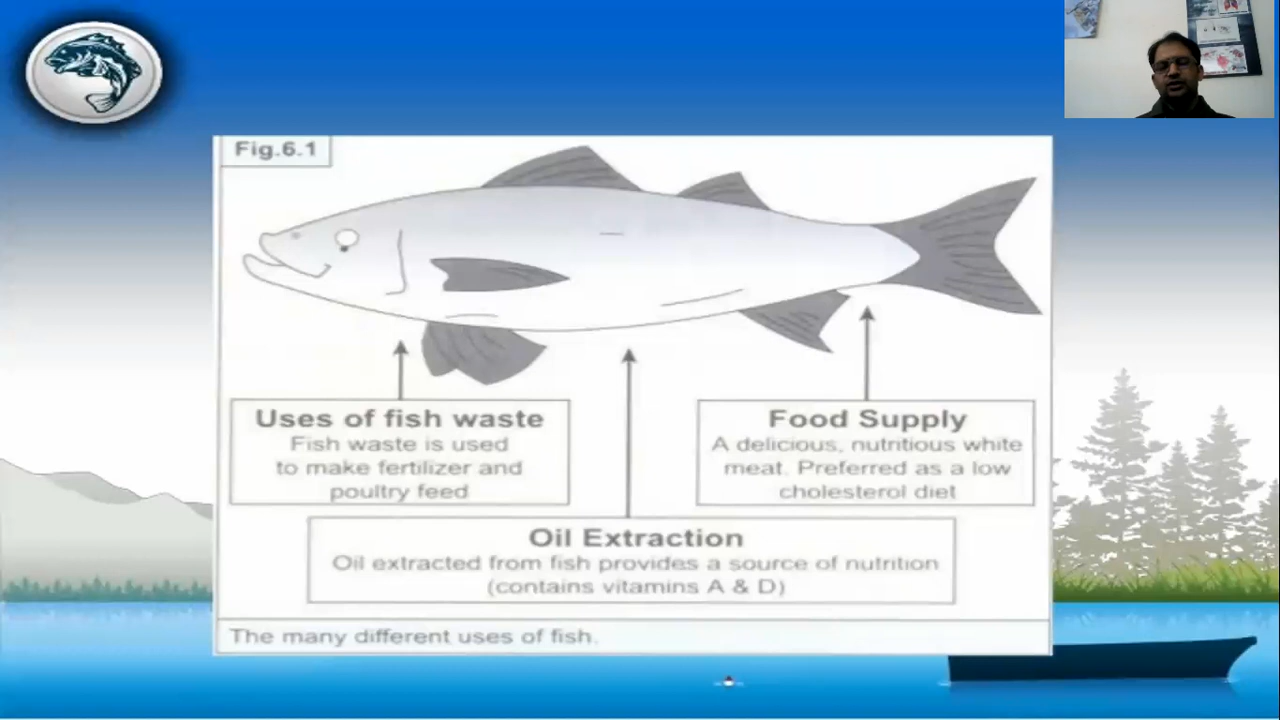 Fig.6.1
Uses of fish waste
Fish waste is used
to make fertilizer and
poultry feed
Food Supply
A delicious, nutritious white
meat. Preferred as a low
cholesterol diet
Oil Extraction
Oil extracted from fish provides a source of nutrition
(contains vitamins A & D)
The many different uses of fish.